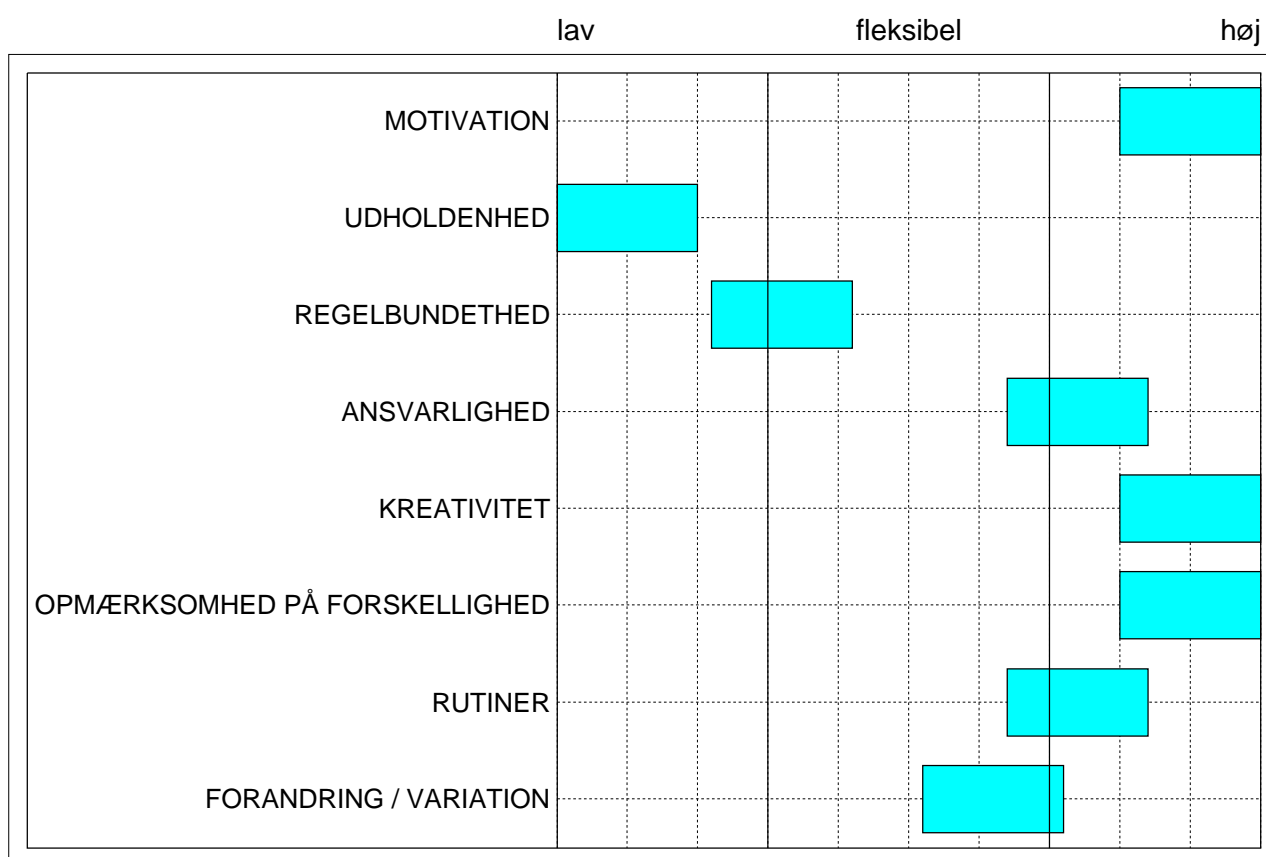 lav fleksibel høj
MOTIVATION
UDHOLDENHED
REGELBUNDETHED
ANSVARLIGHED
KREATIVITET
OPMÆRKSOMHED PÅ FORSKELLIGHED
RUTINER
FORANDRING / VARIATION